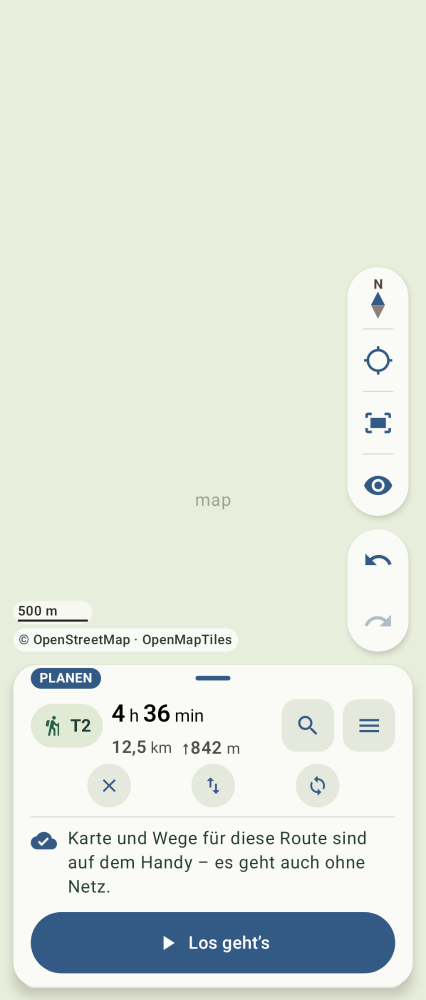 N
map
500 m
© OpenStreetMap · OpenMapTiles
PLANEN
T2
4 h 36 min
12,5 km ↑842 m
Karte und Wege für diese Route sind
auf dem Handy – es geht auch ohne
Netz.
Los geht’s